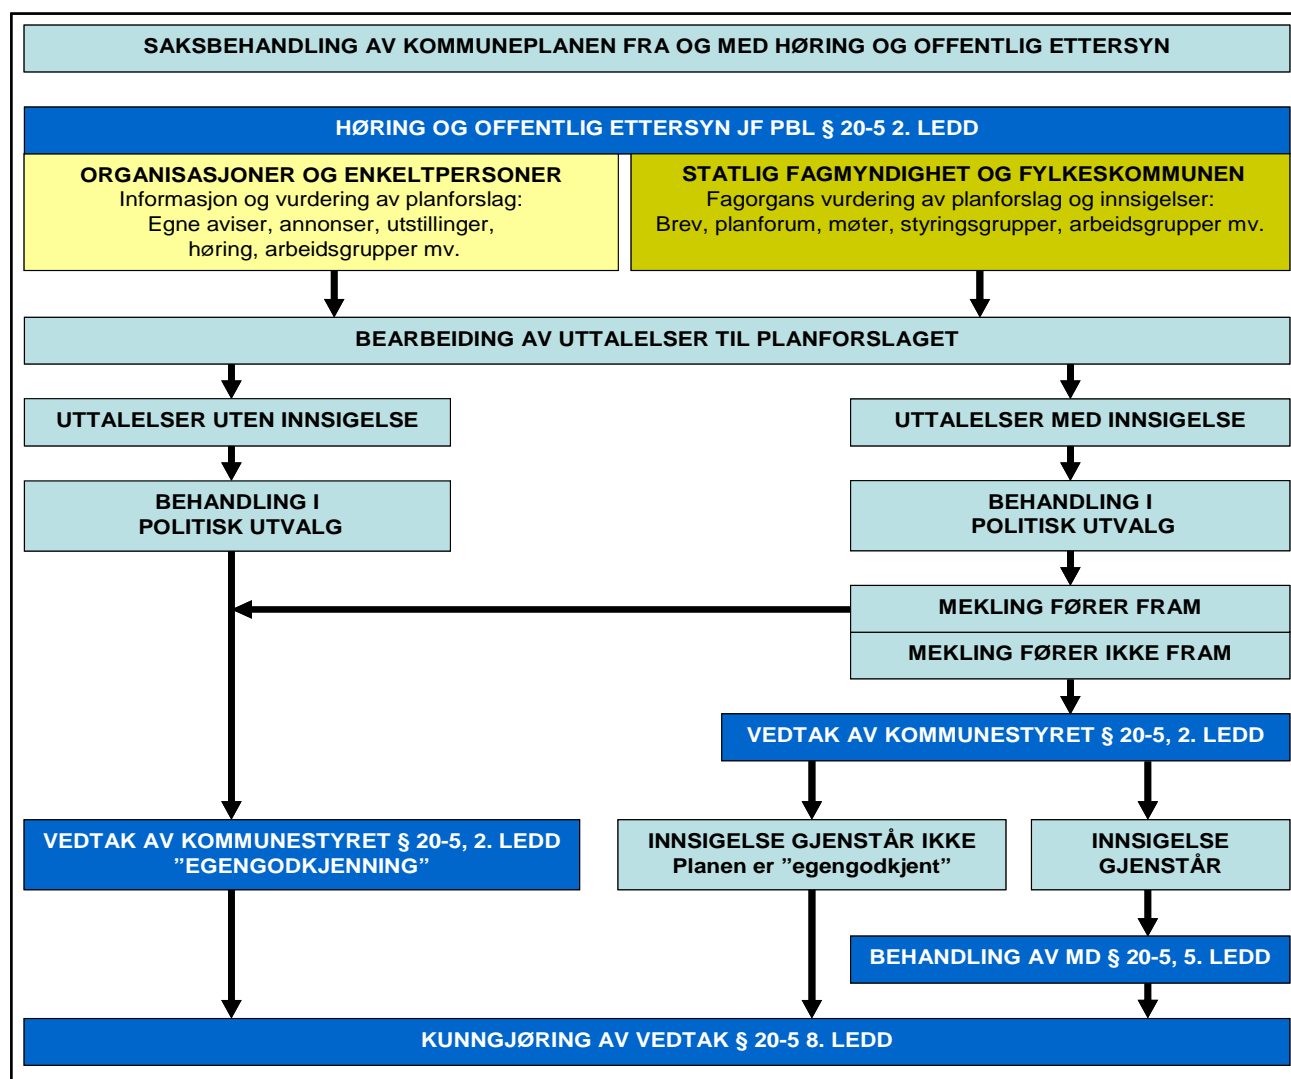 SAKSBEHANDLING AV KOMMUNEPLANEN FRA OG MED HØRING OG OFFENTLIG ETTERSYN
HØRING OG OFFENTLIG ETTERSYN JF PBL § 20-5 2. LEDD
ORGANISASJONER OG ENKELTPERSONER
Informasjon og vurdering av planforslag:
Egne aviser, annonser, utstillinger,
høring, arbeidsgrupper mv.
STATLIG FAGMYNDIGHET OG FYLKESKOMMUNEN
Fagorgans vurdering av planforslag og innsigelser:
Brev, planforum, møter, styringsgrupper, arbeidsgrupper mv.
BEARBEIDING AV UTTALELSER TIL PLANFORSLAGET
UTTALELSER UTEN INNSIGELSE
UTTALELSER MED INNSIGELSE
BEHANDLING I
POLITISK UTVALG
BEHANDLING I
POLITISK UTVALG
MEKLING FØRER FRAM
MEKLING FØRER IKKE FRAM
VEDTAK AV KOMMUNESTYRET § 20-5, 2. LEDD
VEDTAK AV KOMMUNESTYRET § 20-5, 2. LEDD
”EGENGODKJENNING”
INNSIGELSE GJENSTÅR IKKE
Planen er ”egengodkjent”
INNSIGELSE
GJENSTÅR
BEHANDLING AV MD § 20-5, 5. LEDD
KUNNGJØRING AV VEDTAK § 20-5 8. LEDD